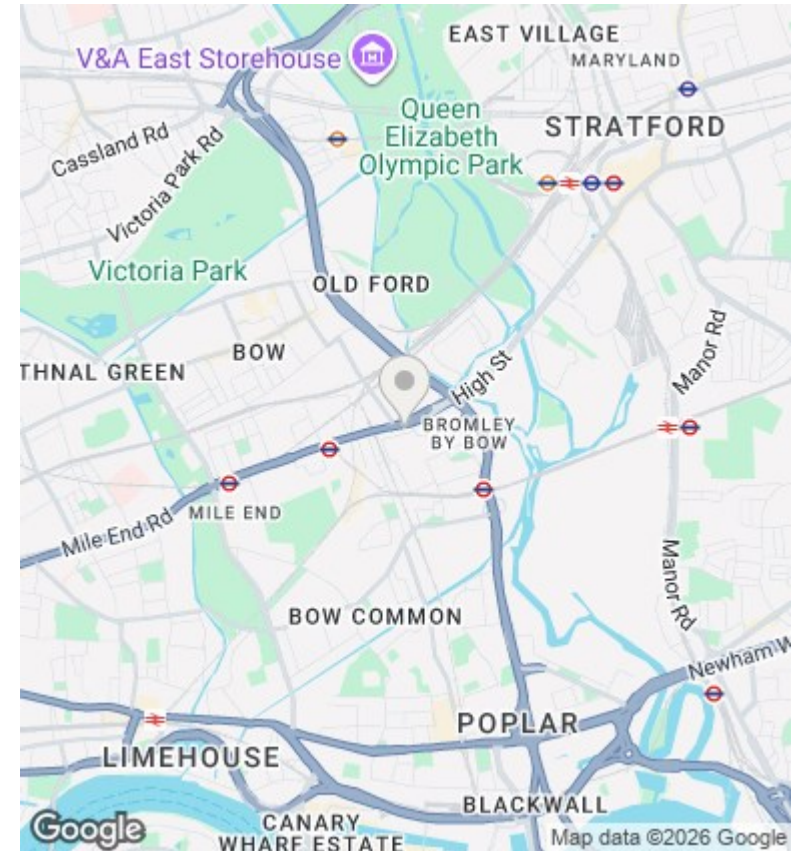 EAST VILLAGE
V&A East Storehouse
MARYLAND
Queen
Elizabeth
Olympic Park
STRATFORD
Cassland Rd
Victoria Park Rd
Victoria Park
OLD FORD
Manor Rd
BOW
THNAL GREEN
High St
BROMLEY
BY BOW
MILE END
Mile End Rd
Manor Rd
BOW COMMON
Newham W
POPLAR
LIMEHOUSE
BLACKWALL
Google
CANARY
WHARF ESTATE
Map data ©2026 Google